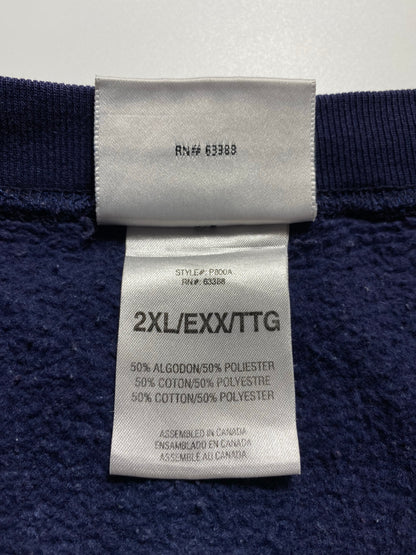 RN# 63388
STYLE#: P800A
RN#: 63388
2XL/EXX/TTG
50% ALGODON/50% POLIESTER
50% COTON/50% POLYESTRE
50% COTTON/50% POLYESTER
ASSEMBLED IN CANADA
ENSAMBLADO EN CANADA
ASSEMBLÉ AU CANADA